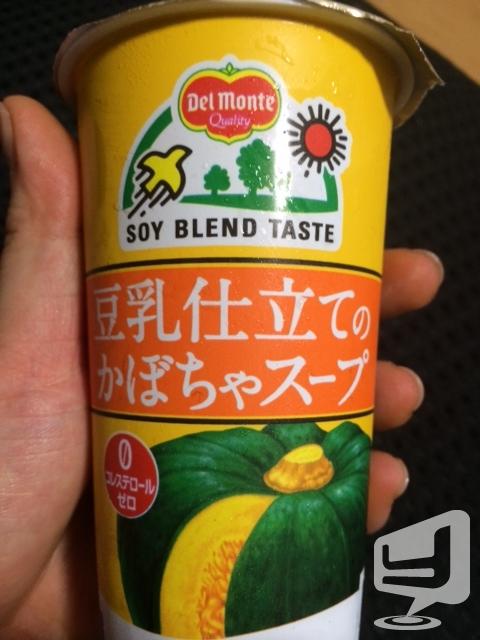 Del Monte
Quality
SOY BLEND TASTE
豆乳仕立ての
かぼちゃスープ
0
コレステロール
ゼロ